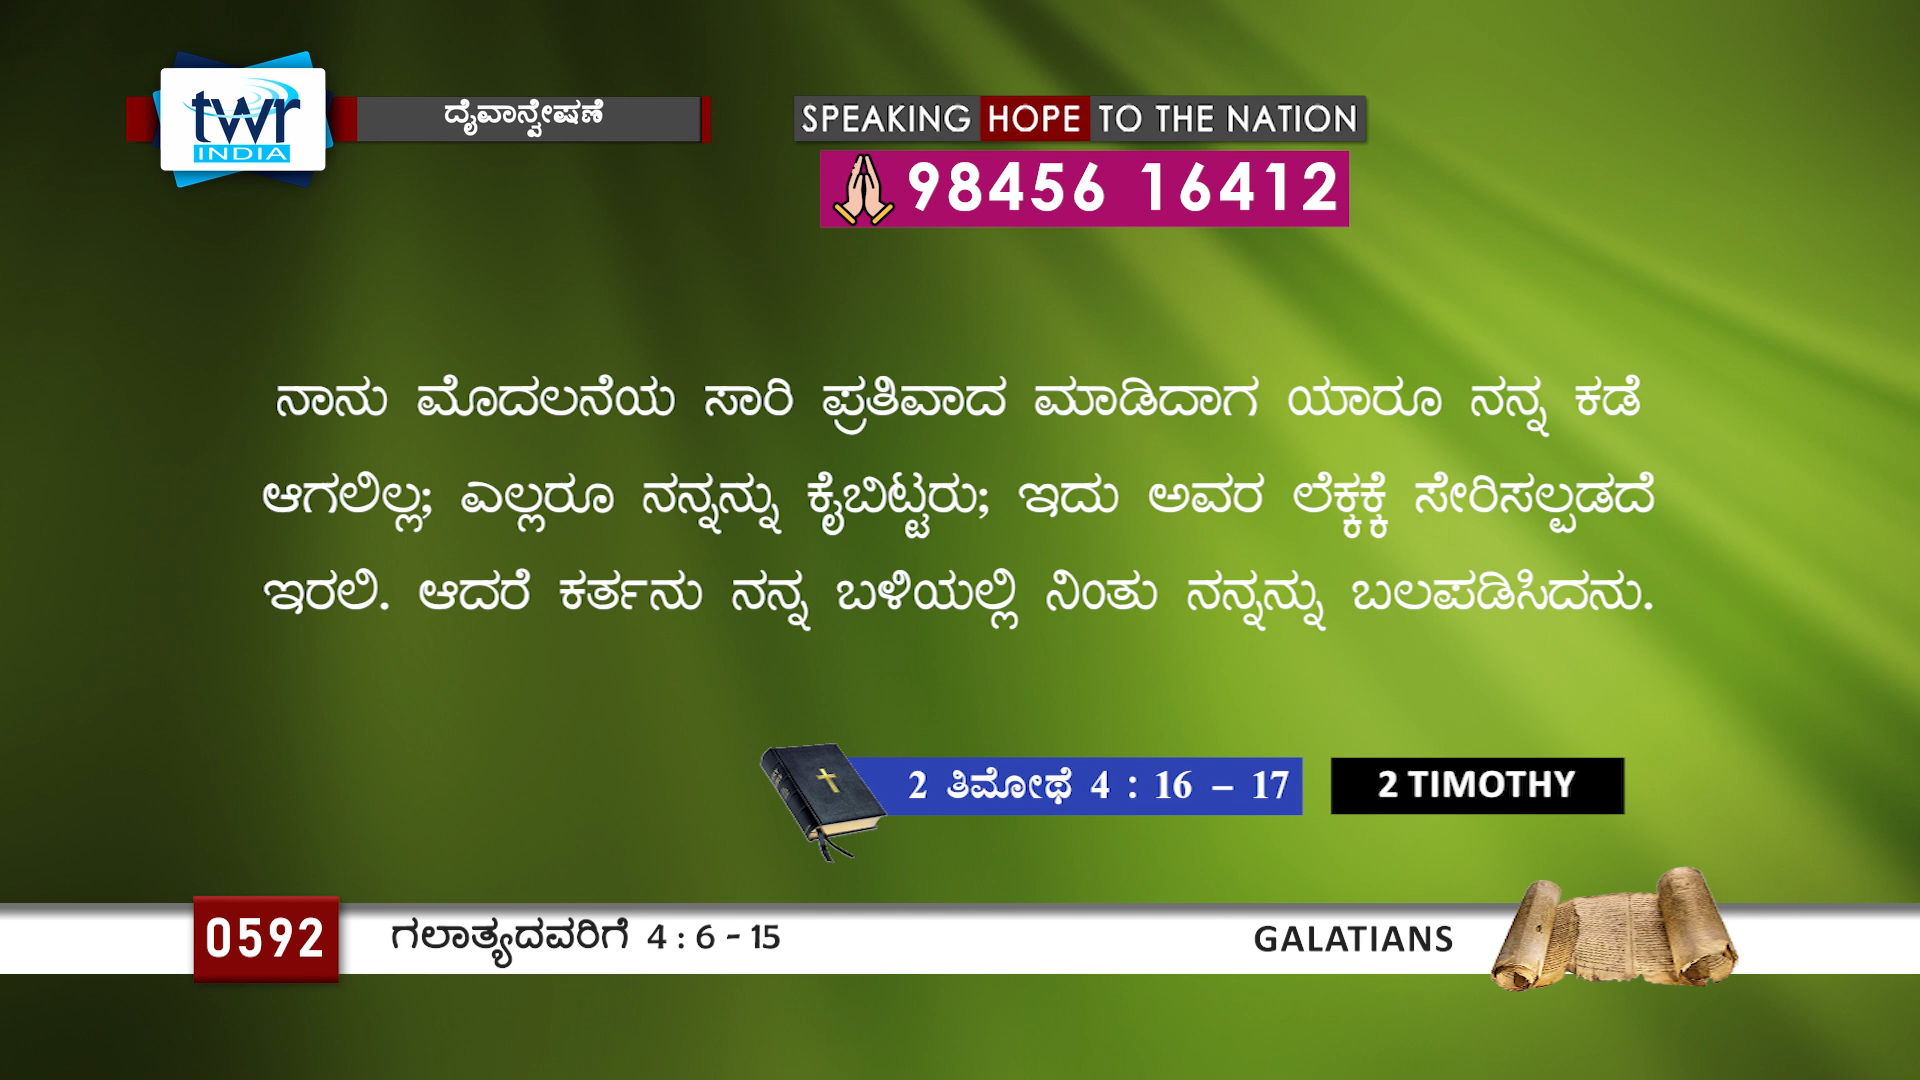 twr
INDIA
ದೈವಾನ್ವೇಷಣೆ
SPEAKING HOPE TO THE NATION
98456 16412
ನಾನು ಮೊದಲನೆಯ ಸಾರಿ ಪ್ರತಿವಾದ ಮಾಡಿದಾಗ ಯಾರೂ ನನ್ನ ಕಡೆ
ಆಗಲಿಲ್ಲ; ಎಲ್ಲರೂ ನನ್ನನ್ನು ಕೈಬಿಟ್ಟರು; ಇದು ಅವರ ಲೆಕ್ಕಕ್ಕೆ ಸೇರಿಸಲ್ಪಡದೆ
ಇರಲಿ. ಆದರೆ ಕರ್ತನು ನನ್ನ ಬಳಿಯಲ್ಲಿ ನಿಂತು ನನ್ನನ್ನು ಬಲಪಡಿಸಿದನು.
2 ತಿಮೋಥೆ 4 : 16 – 17
2 TIMOTHY
0592
ಗಲಾತ್ಯದವರಿಗೆ 4 : 6 - 15
GALATIANS